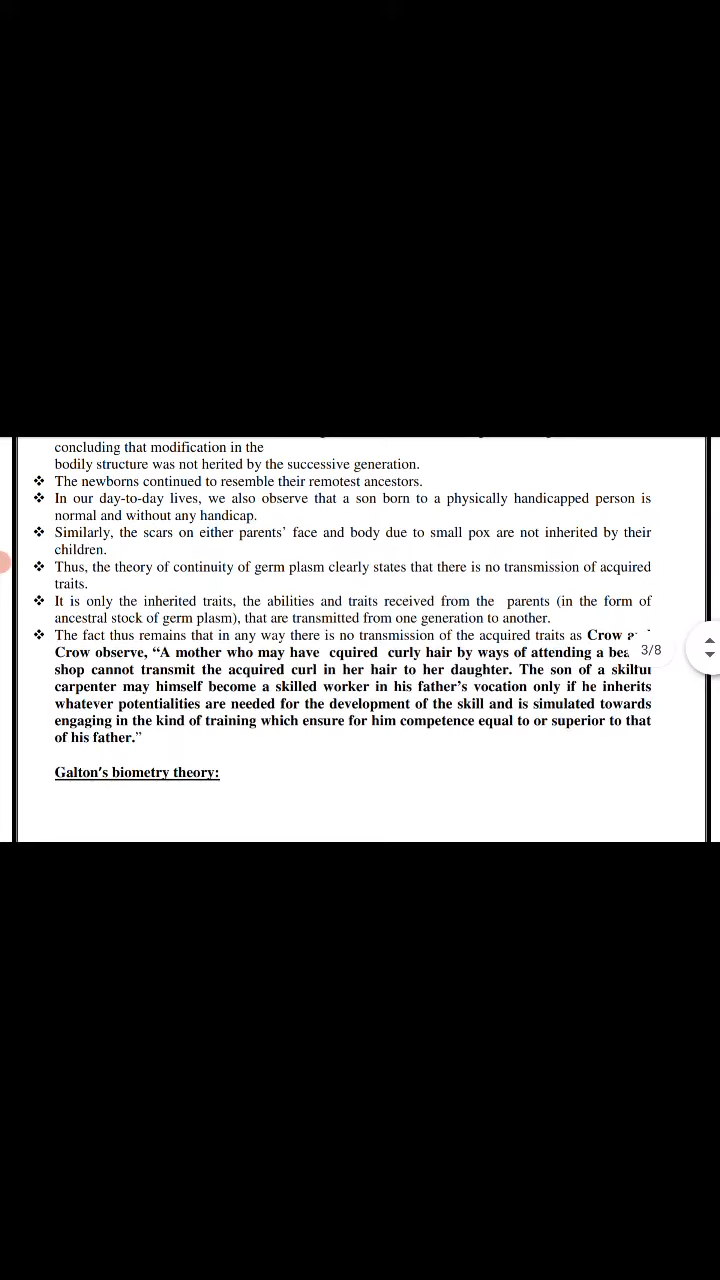 concluding that modification in the
bodily structure was not herited by the successive generation.
❖ The newborns continued to resemble their remotest ancestors.
❖ In our day-to-day lives, we also observe that a son born to a physically handicapped person is
normal and without any handicap.
❖ Similarly, the scars on either parents’ face and body due to small pox are not inherited by their
children.
❖ Thus, the theory of continuity of germ plasm clearly states that there is no transmission of acquired
traits.
❖ It is only the inherited traits, the abilities and traits received from the parents (in the form of
ancestral stock of germ plasm), that are transmitted from one generation to another.
❖ The fact thus remains that in any way there is no transmission of the acquired traits as Crow
Crow observe, “A mother who may have cquired curly hair by ways of attending a
3/8
shop cannot transmit the acquired curl in her hair to her daughter. The son of a skilful
carpenter may himself become a skilled worker in his father’s vocation only if he inherits
whatever potentialities are needed for the development of the skill and is simulated towards
engaging in the kind of training which ensure for him competence equal to or superior to that
of his father.”
Galton’s biometry theory: